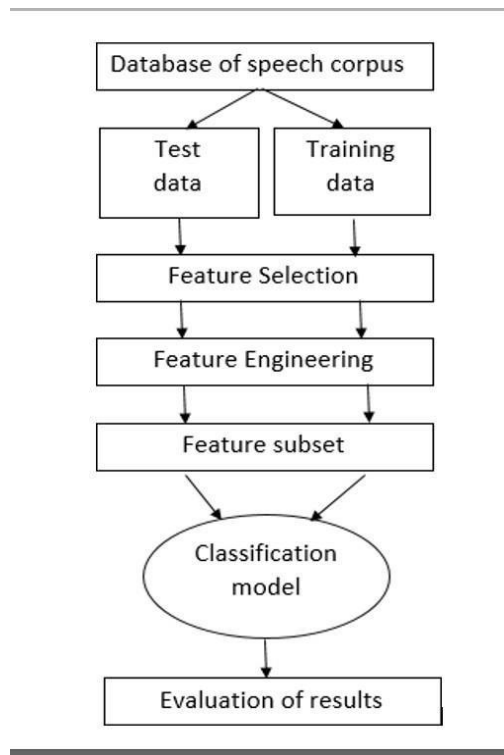 Database of speech corpus
Test
data
Training
data
Feature Selection
Feature Engineering
Feature subset
Classification
model
Evaluation of results